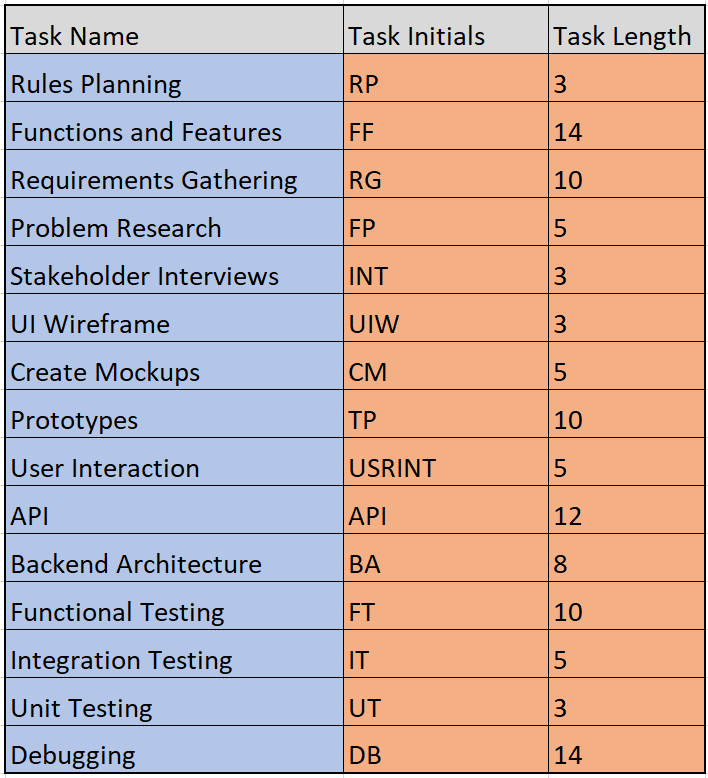 Task Name Task Initials Task Length
Rules Planning RP 3
Functions and Features FF 14
Requirements Gathering RG 10
Problem Research FP 5
Stakeholder Interviews INT 3
UI Wireframe UIW 3
Create Mockups CM 5
Prototypes TP 10
User Interaction USRINT 5
API API 12
Backend Architecture BA 8
Functional Testing FT 10
Integration Testing IT 5
Unit Testing UT 3
Debugging DB 14